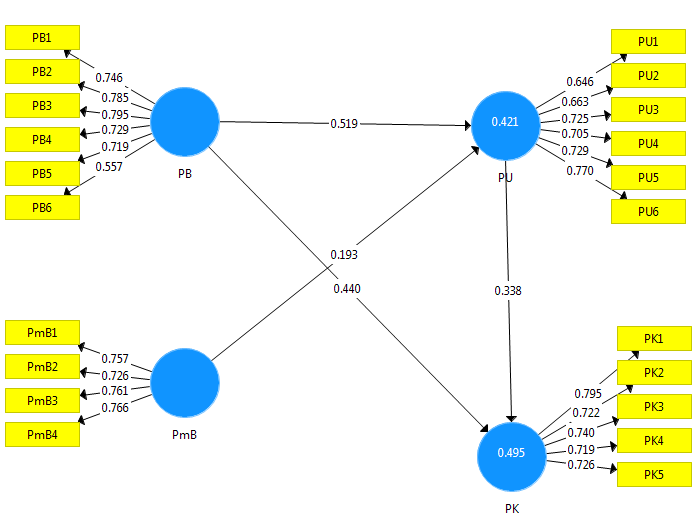 PB1
PB2
PB3
PB4
PB5
PB6
0.746
0.785
0.795
0.729
0.719
0.557
PB
PU1
PU2
PU3
PU4
PU5
PU6
0.646
0.663
0.725
0.705
0.729
0.770
0.421
PU
0.519
0.193
0.440
0.338
PmB1
PmB2
PmB3
PmB4
0.757
0.726
0.761
0.766
PmB
PK1
PK2
PK3
PK4
PK5
0.795
0.722
0.740
0.719
0.726
0.495
PK